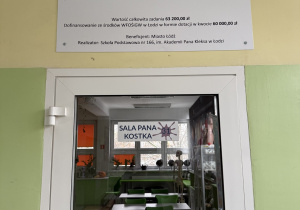 Wartość całkowita zadania 63 200,00 zł
Dofinansowanie ze środków WFOŚiGW w Łodzi w formie dotacji w kwocie 60 000,00 zł
Beneficjent: Miasto Łódź
Realizator: Szkoła Podstawowa nr 166, im. Akademii Pana Kleksa w Łodzi
SALA PANA
KOSTKA